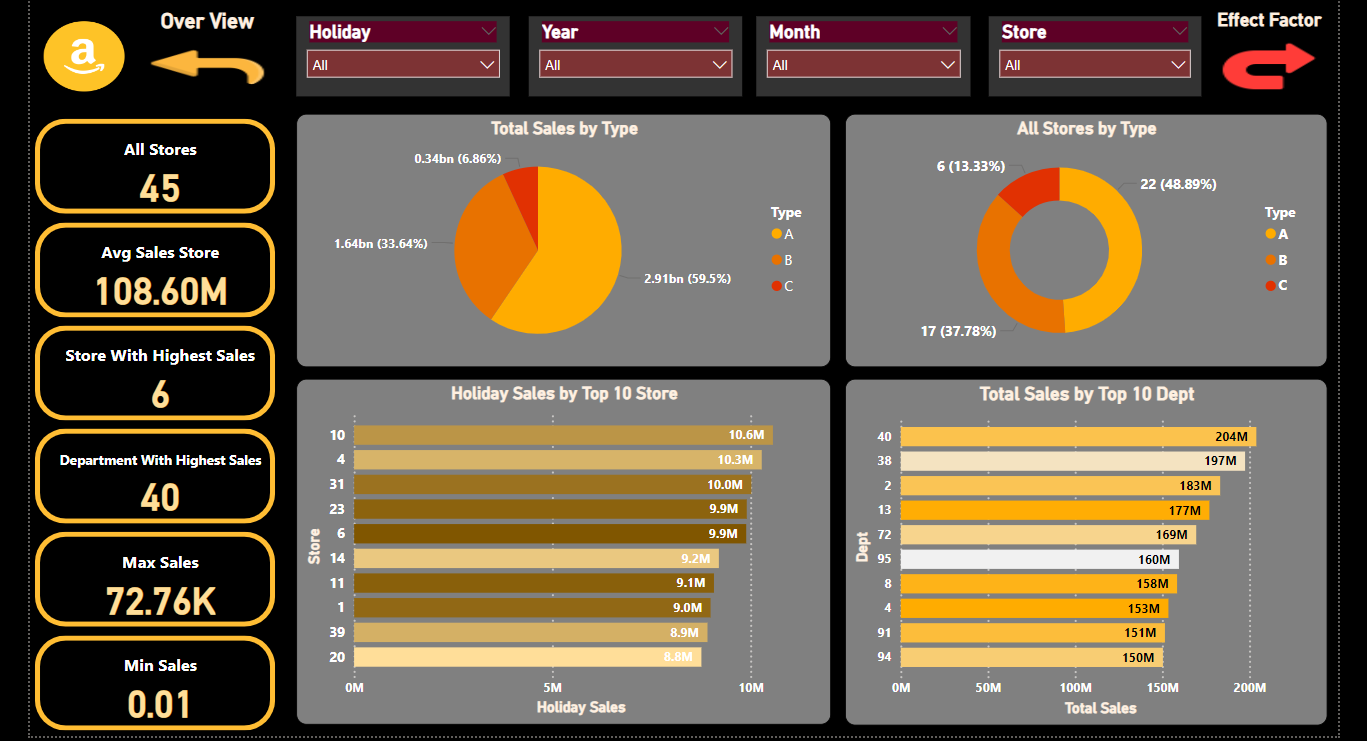 Over View
a
Holiday
All
Year
All
Month
All
Store
All
Effect Factor
All Stores
45
Avg Sales Store
108.60M
Store With Highest Sales
6
Department With Highest Sales
40
Max Sales
72.76K
Min Sales
0.01
Total Sales by Type
0.34bn (6.86%)
1.64bn (33.64%)
2.91bn (59.5%)
Type
A
B
C
All Stores by Type
6 (13.33%)
22 (48.89%)
17 (37.78%)
Type
A
B
C
Holiday Sales by Top 10 Store
Store
10 10.6M
4 10.3M
31 10.0M
23 9.9M
6 9.9M
14 9.2M
11 9.1M
1 9.0M
39 8.9M
20 8.8M
0M 5M 10M
Holiday Sales
Total Sales by Top 10 Dept
Dept
40 204M
38 197M
2 183M
13 177M
72 169M
95 160M
8 158M
4 153M
91 151M
94 150M
0M 50M 100M 150M 200M
Total Sales